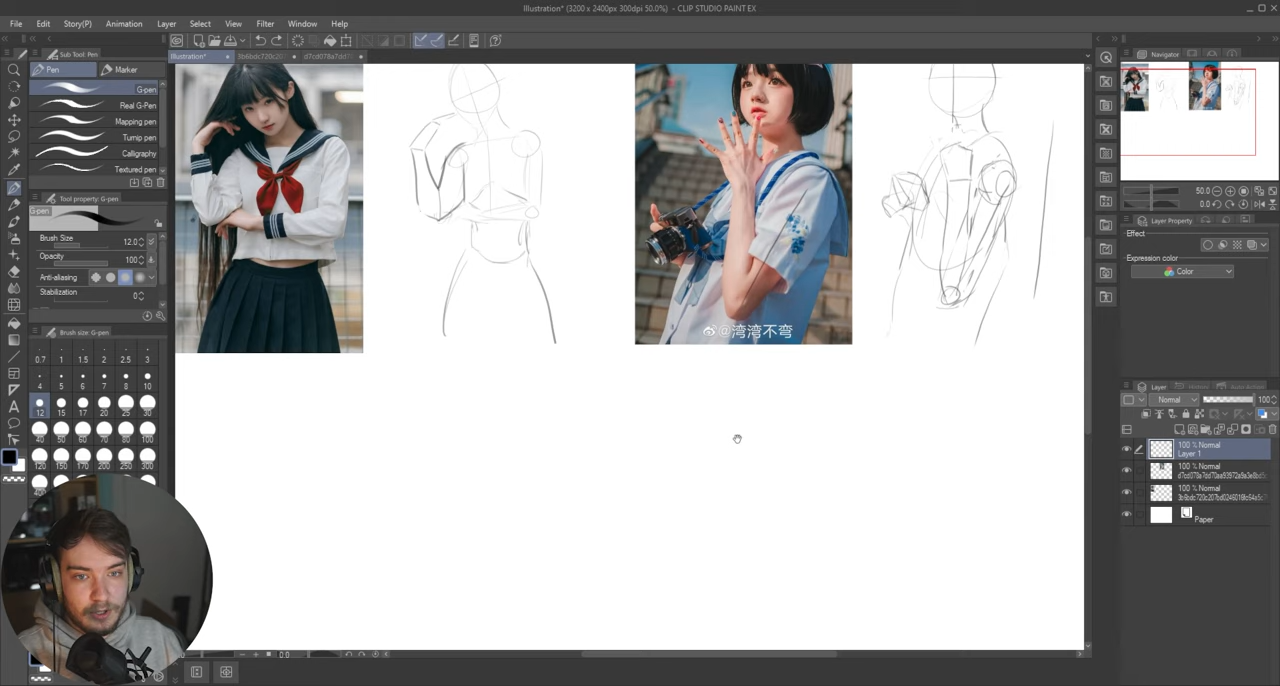 Illustration* (3200 x 2400px 300dpi 50.0%) - CLIP STUDIO PAINT EX
File Edit Story(P) Animation Layer Select View Filter Window Help
Sub Tool: Pen
Pen Marker
G-pen
Real G-Pen
Mapping pen
Turnip pen
Calligraphy
Textured pen
Tool property: G-pen
G-pen
Brush Size 12.0
Opacity 100
Anti-aliasing
Stabilization 0
Brush size: G-pen
0.7 1 1.5 2 2.5 3
4 5 6 7 8 10
12 15 17 20 25 30
40 50 60 70 80 100
120 150 170 200 250 300
Illustration*
@湾湾不弯
0.0
Navigator
50.0
0.0
Layer Property
Effect
Expression color
Color
Layer History Auto Action
Normal 100
100 % Normal
Layer 1
100 % Normal
100 % Normal
Paper